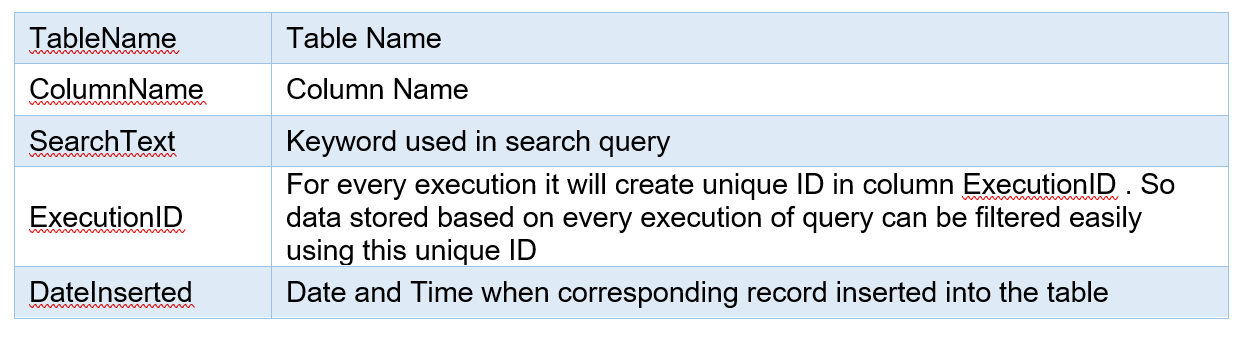 TableName Table Name
ColumnName Column Name
SearchText Keyword used in search query
For every execution it will create unique ID in column ExecutionID . So
ExecutionID data stored based on every execution of query can be filtered easily
using this unique ID
DateInserted Date and Time when corresponding record inserted into the table